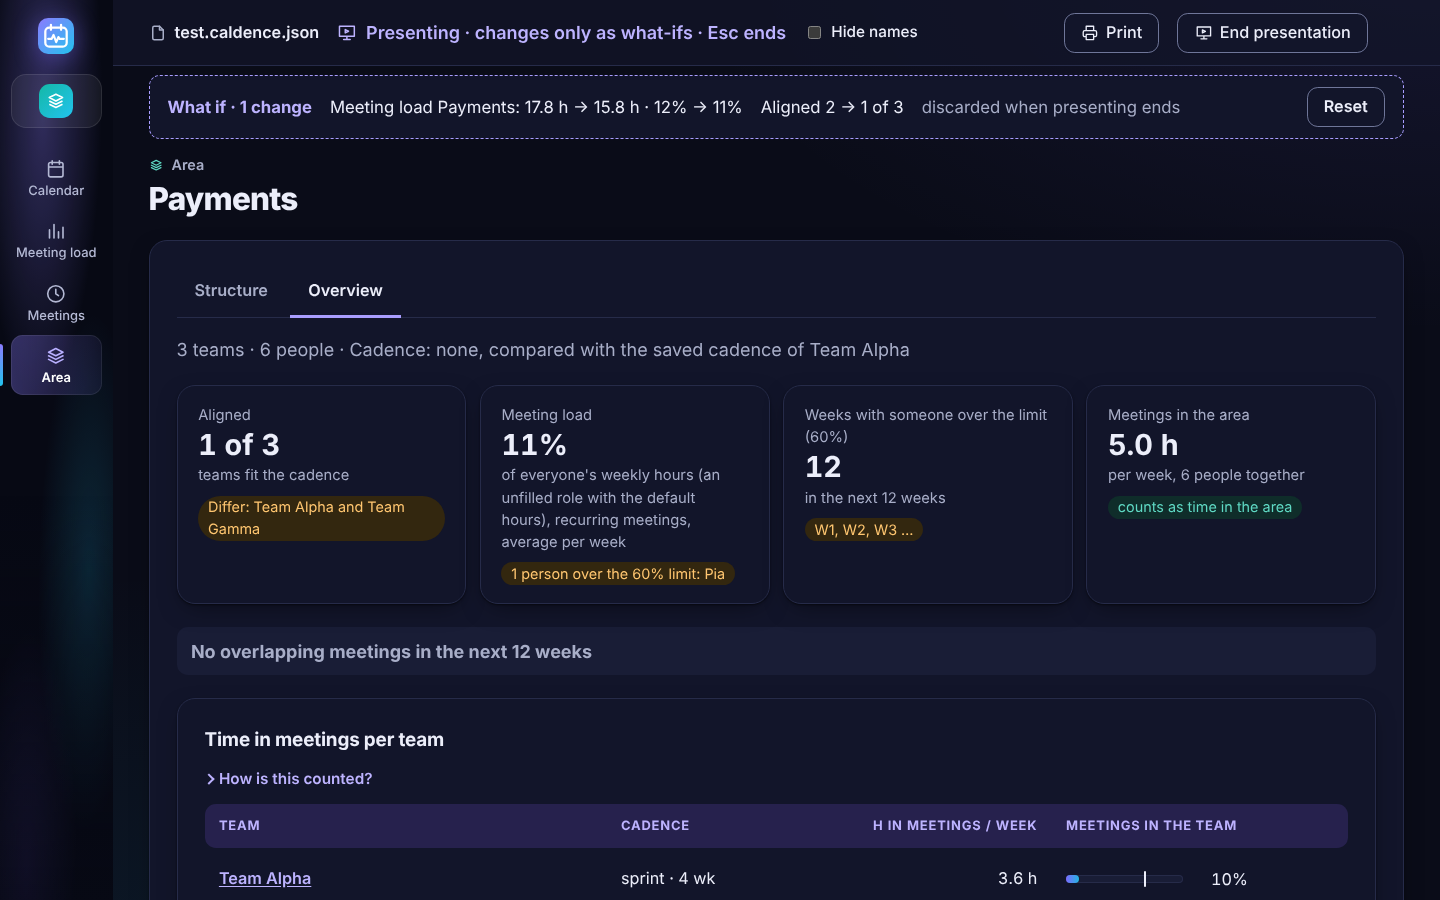 test.caldence.json
Presenting · changes only as what-ifs · Esc ends
Hide names
Print
End presentation
What if · 1 change
Meeting load Payments: 17.8 h → 15.8 h · 12% → 11%
Aligned 2 → 1 of 3
discarded when presenting ends
Reset
Calendar
Meeting load
Meetings
Area
Area
Payments
Structure
Overview
3 teams · 6 people · Cadence: none, compared with the saved cadence of Team Alpha
Aligned
1 of 3
teams fit the cadence
Differ: Team Alpha and Team
Gamma
Meeting load
11%
of everyone's weekly hours (an
unfilled role with the default
hours), recurring meetings,
average per week
1 person over the 60% limit: Pia
Weeks with someone over the limit
(60%)
12
in the next 12 weeks
W1, W2, W3 ...
Meetings in the area
5.0 h
per week, 6 people together
counts as time in the area
No overlapping meetings in the next 12 weeks
Time in meetings per team
How is this counted?
TEAM
CADENCE
H IN MEETINGS / WEEK
MEETINGS IN THE TEAM
Team Alpha
sprint · 4 wk
3.6 h
10%